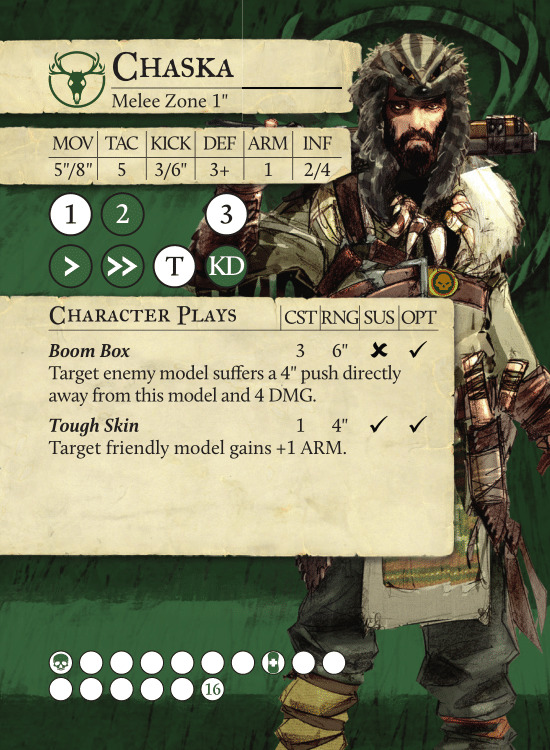 Chaska
Melee Zone 1"
MOV TAC KICK DEF ARM INF
5"/8" 5 3/6" 3+ 1 2/4
1 2 3
> >> T KD
Character Plays CST RNG SUS OPT
Boom Box 3 6" ✘ ✓
Target enemy model suffers a 4" push directly
away from this model and 4 DMG.
Tough Skin 1 4" ✓ ✓
Target friendly model gains +1 ARM.
16